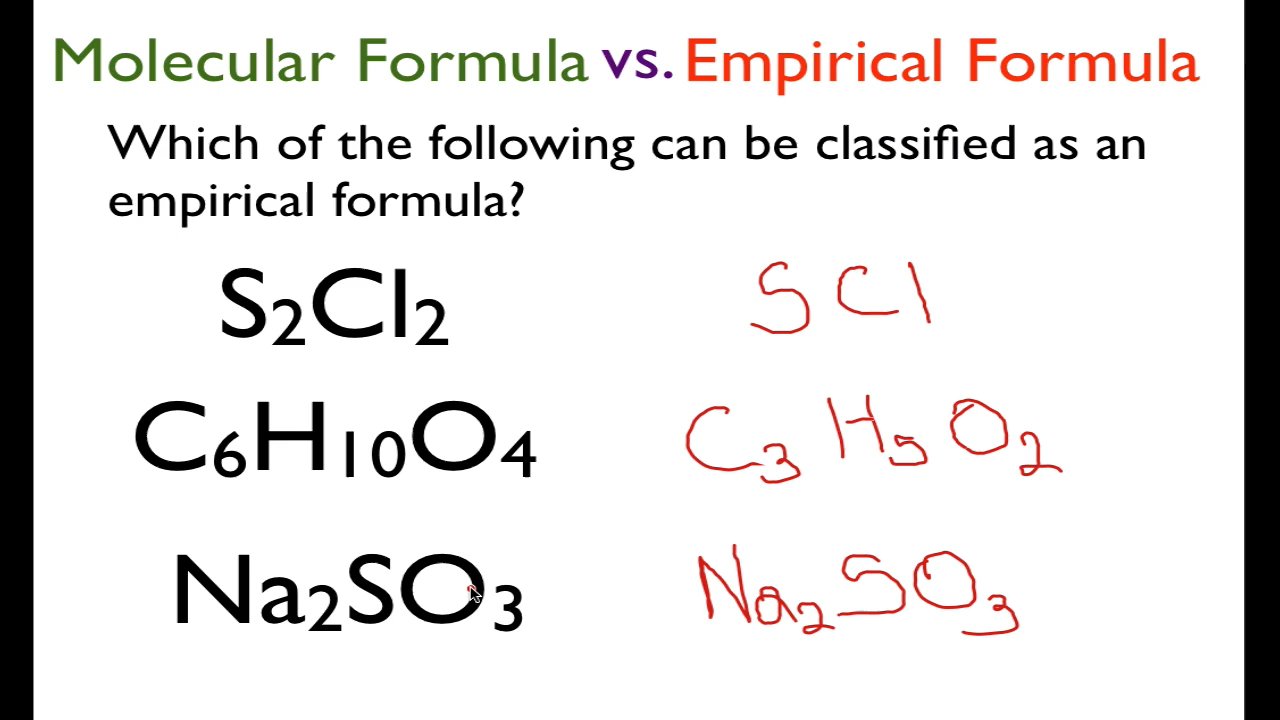 Molecular Formula vs. Empirical Formula
Which of the following can be classified as an
empirical formula?
S₂Cl₂ SCl
C₆H₁₀O₄ C₃H₅O₂
Na₂SO₃ Na₂SO₃